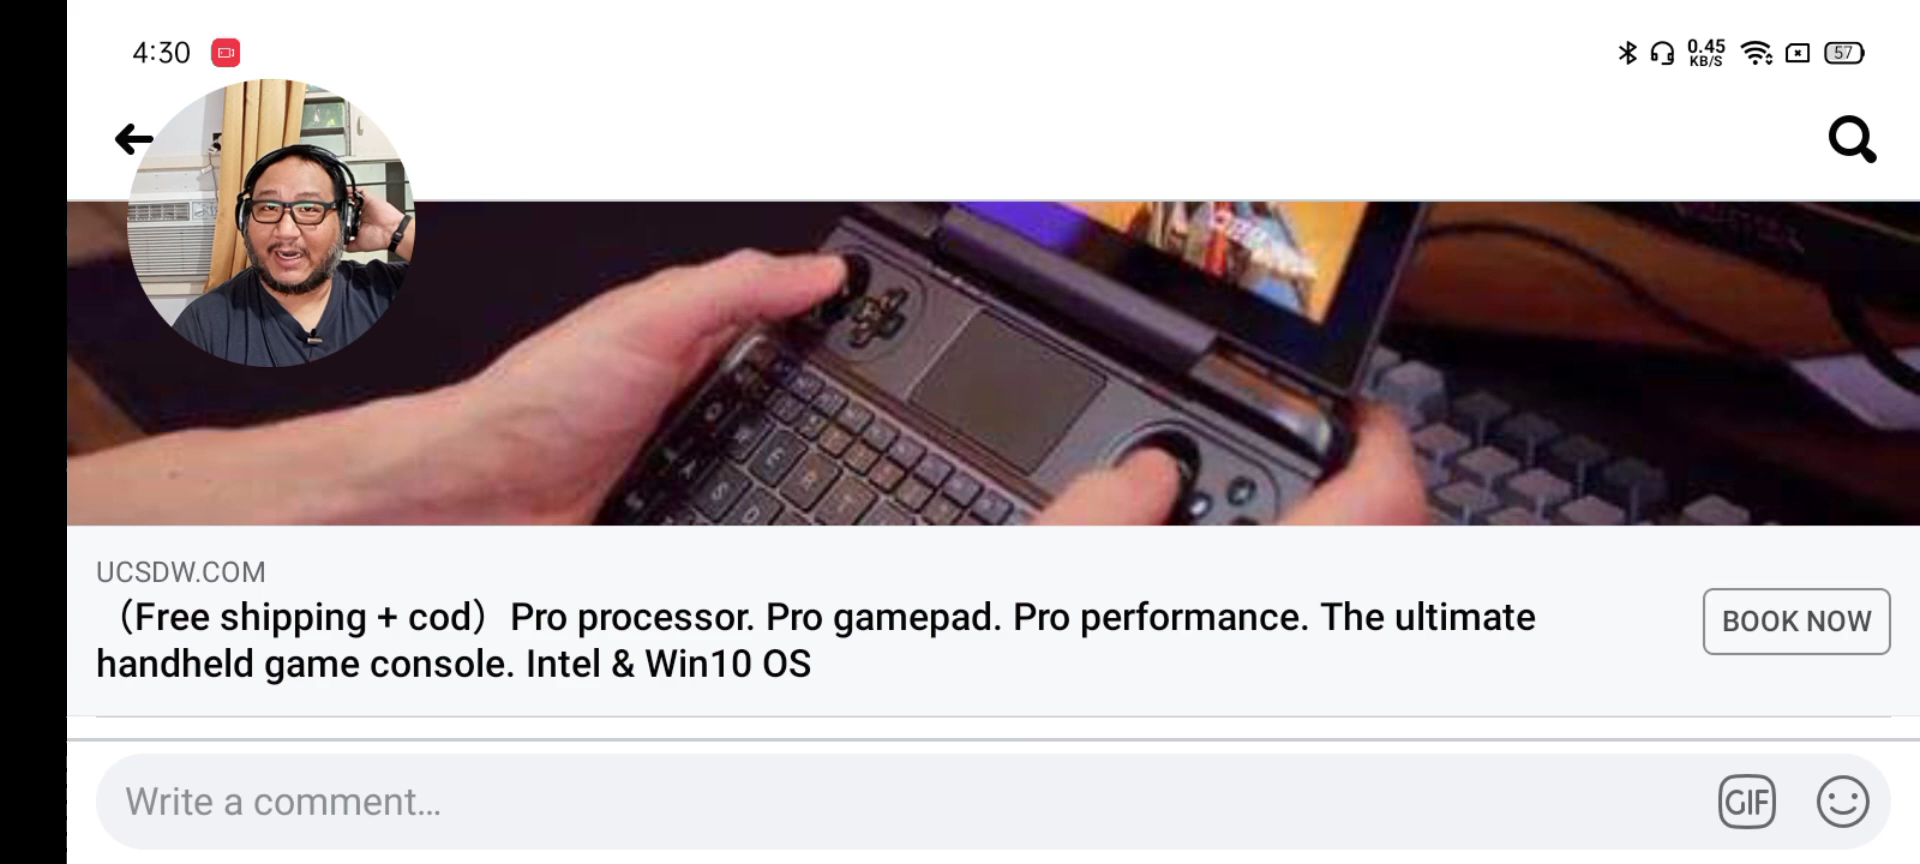 4:30
0.45
KB/S
57
UCSDW.COM
（Free shipping + cod）Pro processor. Pro gamepad. Pro performance. The ultimate
handheld game console. Intel & Win10 OS
BOOK NOW
Write a comment...
GIF